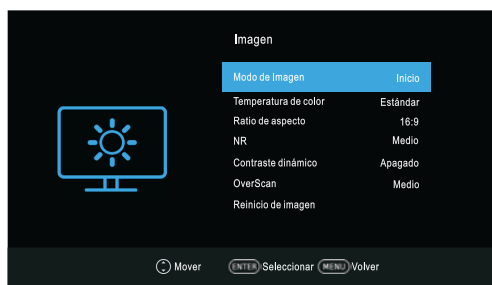 Imagen
Modo de Imagen Inicio
Temperatura de color Estándar
Ratio de aspecto 16:9
NR Medio
Contraste dinámico Apagado
OverScan Medio
Reinicio de imagen
Mover ENTER Seleccionar MENU Volver